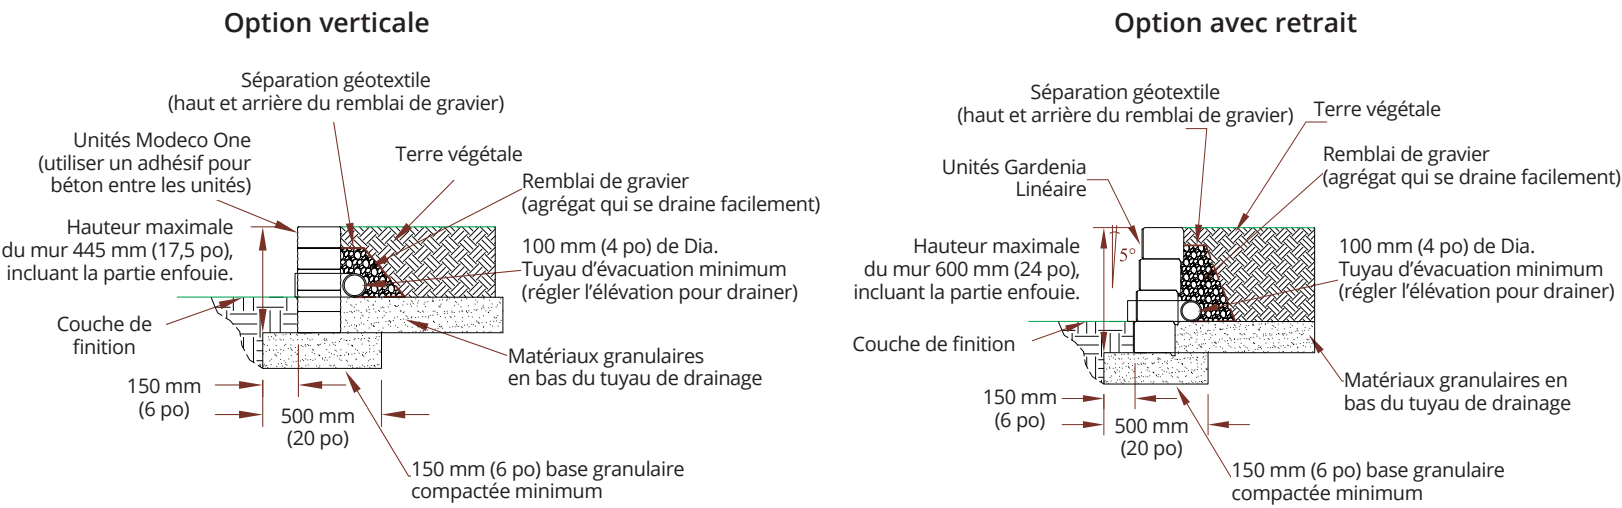 Option verticale
Séparation géotextile
(haut et arrière du remblai de gravier)
Unités Modeco One
(utiliser un adhésif pour
béton entre les unités)
Terre végétale
Remblai de gravier
(agrégat qui se draine facilement)
Hauteur maximale
du mur 445 mm (17,5 po),
incluant la partie enfouie.
100 mm (4 po) de Dia.
Tuyau d’évacuation minimum
(régler l’élévation pour drainer)
Couche de
finition
Matériaux granulaires
en bas du tuyau de drainage
150 mm
(6 po)
500 mm
(20 po)
150 mm (6 po) base granulaire
compactée minimum
Option avec retrait
Séparation géotextile
(haut et arrière du remblai de gravier)
Terre végétale
Unités Gardenia
Linéaire
Remblai de gravier
(agrégat qui se draine facilement)
Hauteur maximale
du mur 600 mm (24 po),
incluant la partie enfouie.
5°
100 mm (4 po) de Dia.
Tuyau d’évacuation minimum
(régler l’élévation pour drainer)
Couche de finition
Matériaux granulaires en
bas du tuyau de drainage
150 mm
(6 po)
500 mm
(20 po)
150 mm (6 po) base granulaire
compactée minimum